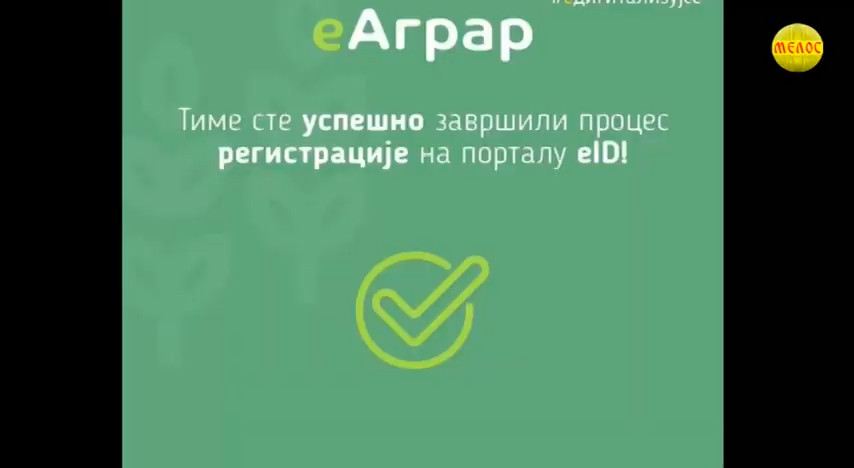 еАграр
МЕЛОС
Тиме сте успешно завршили процес
регистрације на порталу eID!